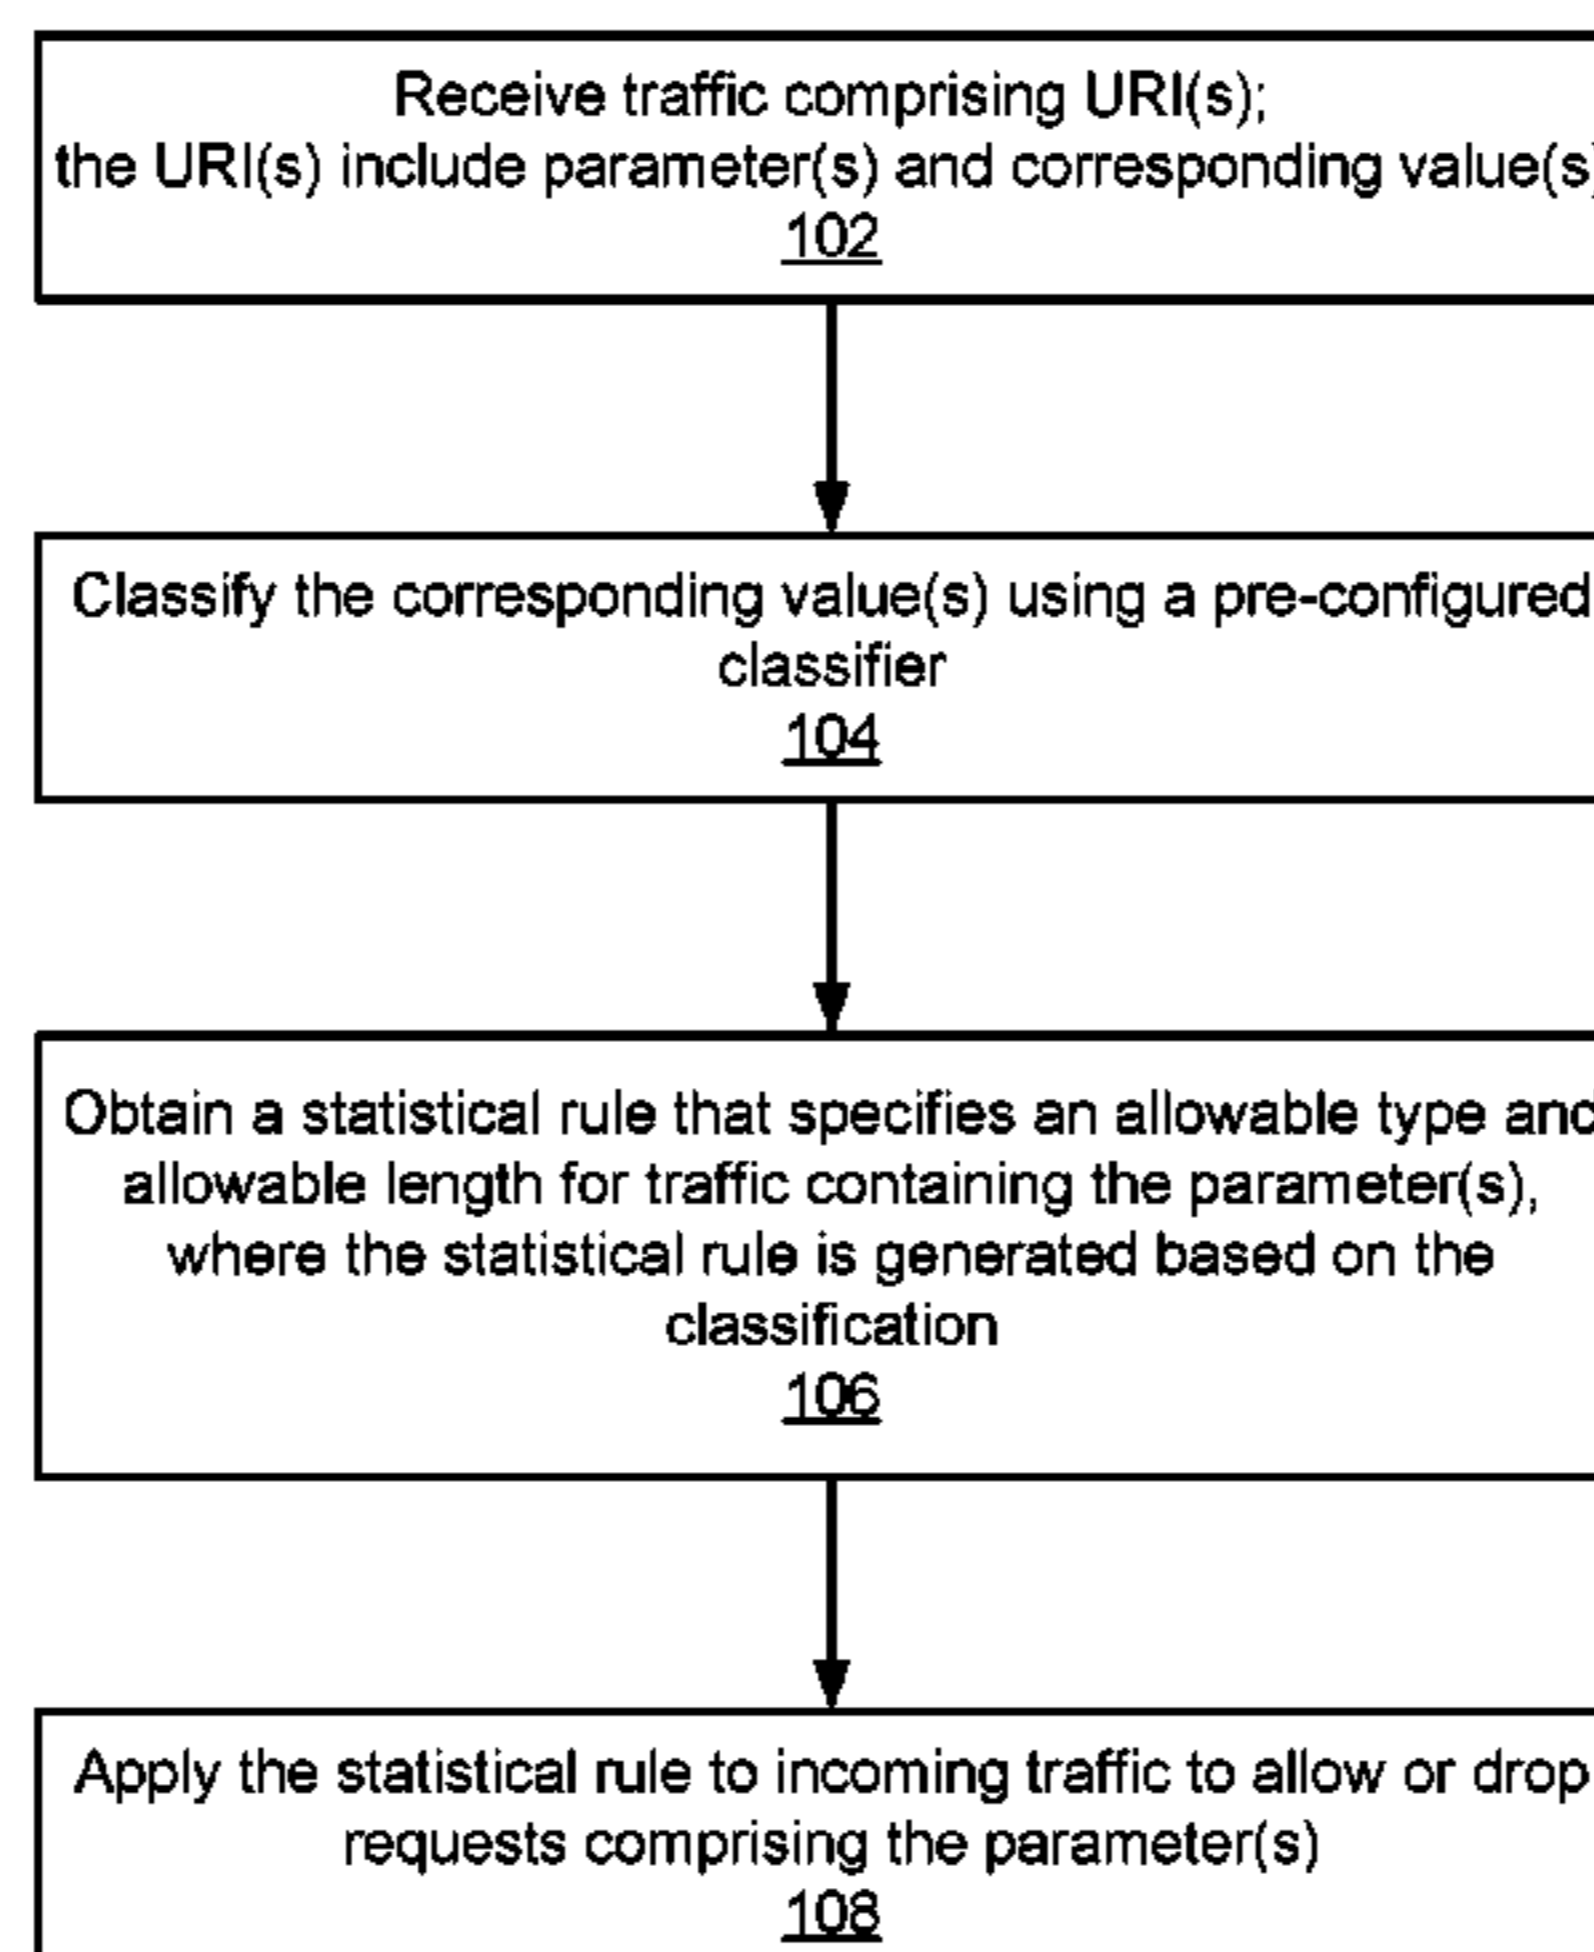 Receive traffic comprising URI(s);
the URI(s) include parameter(s) and corresponding value(s)
102
Classify the corresponding value(s) using a pre-configured
classifier
104
Obtain a statistical rule that specifies an allowable type and
allowable length for traffic containing the parameter(s),
where the statistical rule is generated based on the
classification
106
Apply the statistical rule to incoming traffic to allow or drop
requests comprising the parameter(s)
108